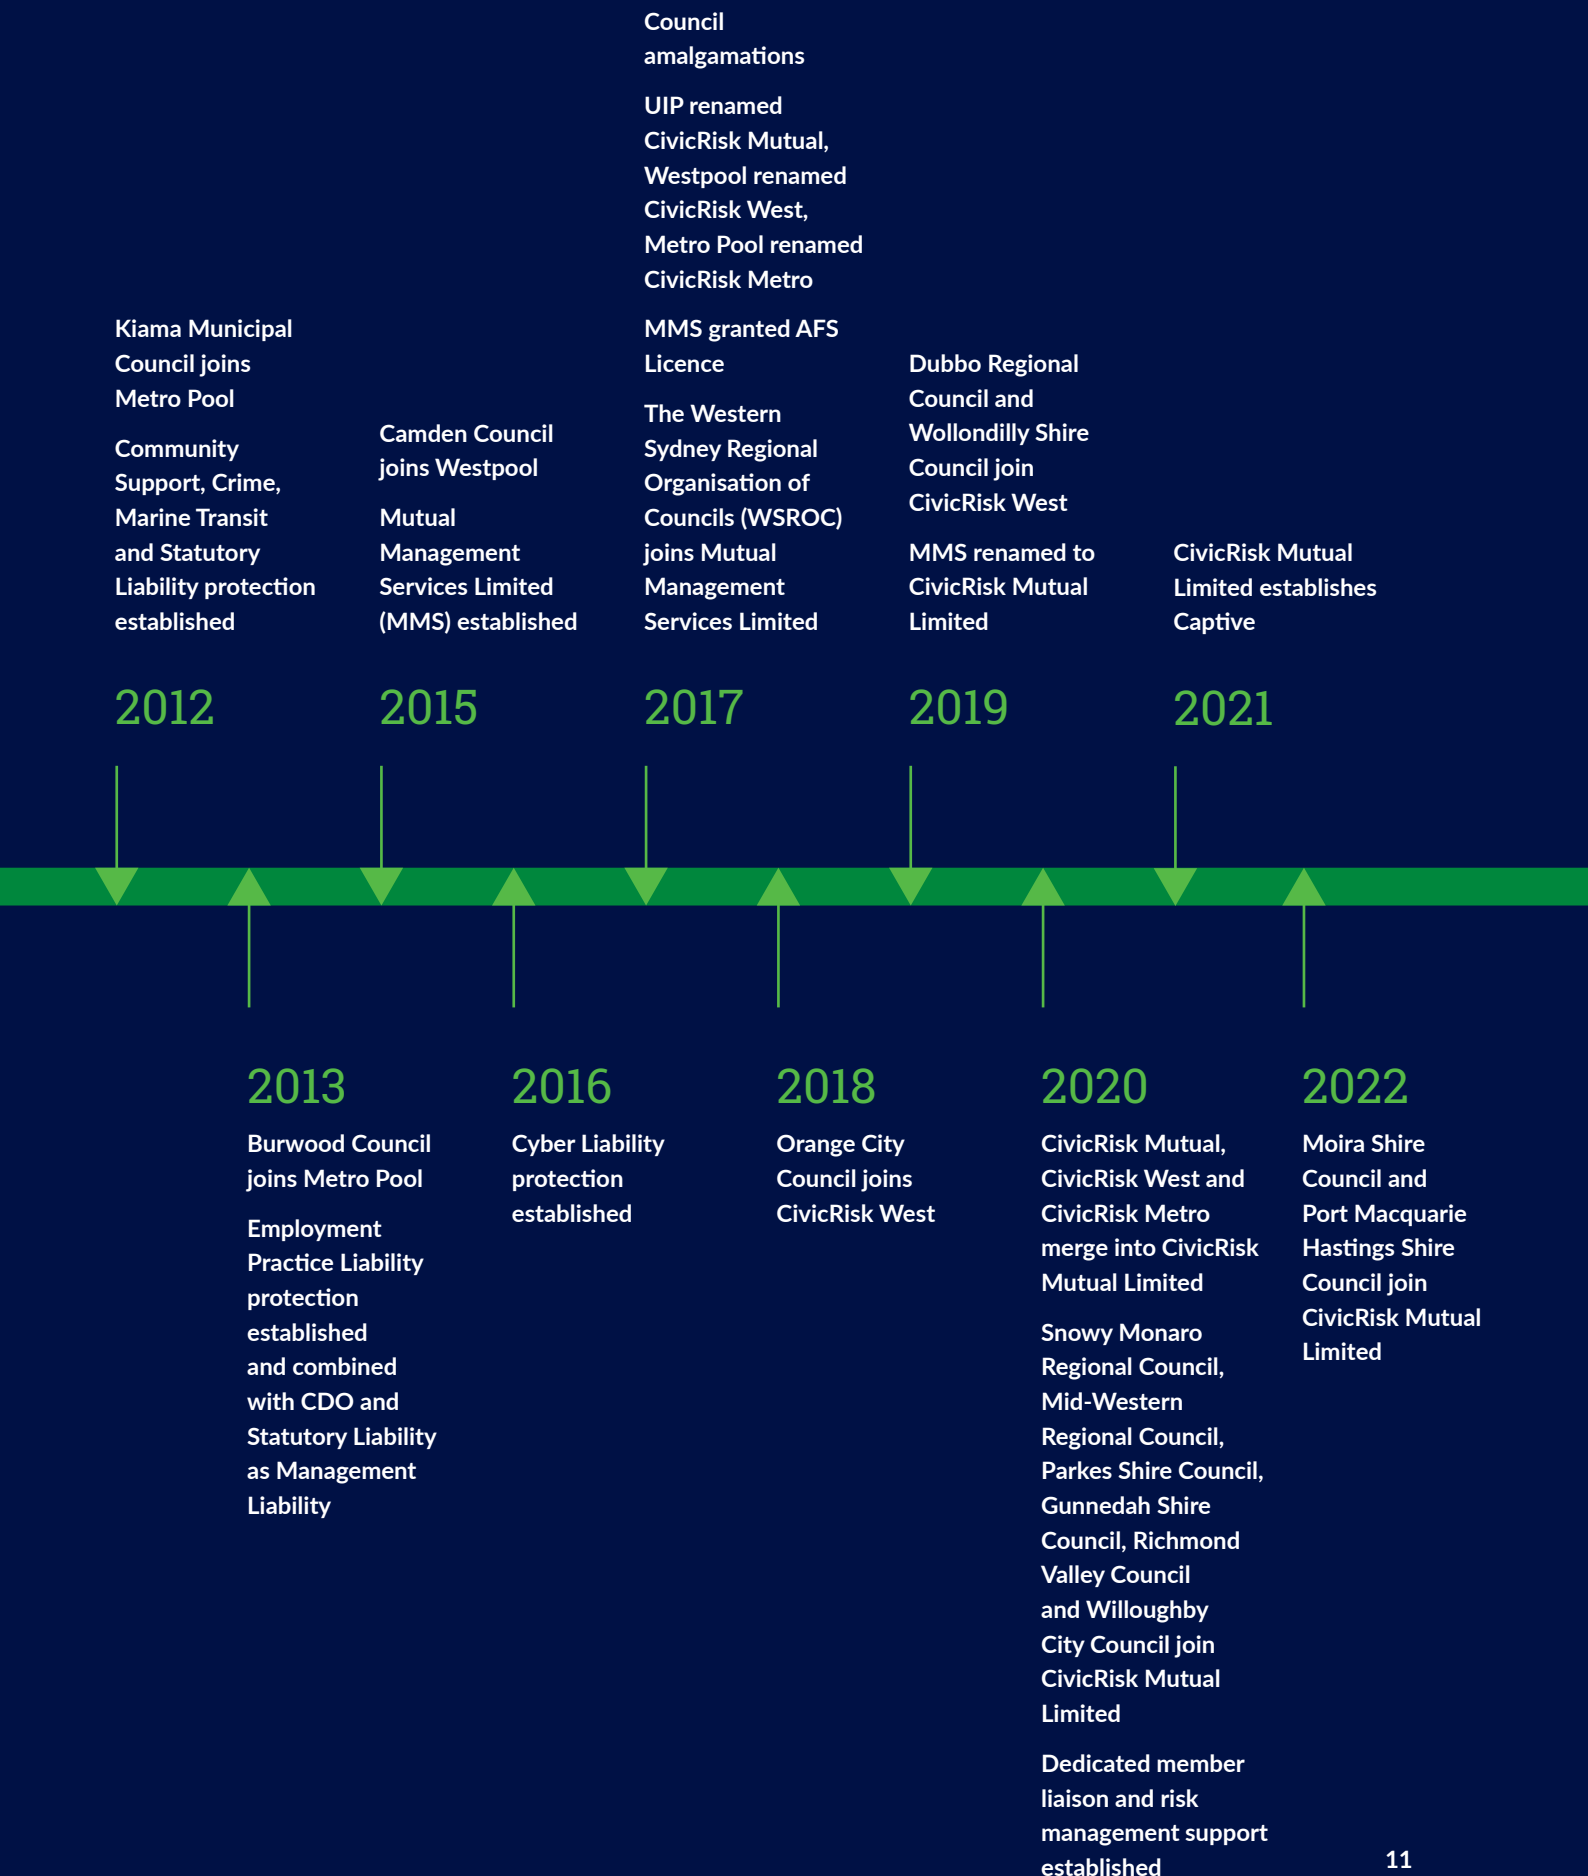 Council
amalgamations
UIP renamed
CivicRisk Mutual,
Westpool renamed
CivicRisk West,
Metro Pool renamed
CivicRisk Metro
MMS granted AFS
Licence
The Western
Sydney Regional
Organisation of
Councils (WSROC)
joins Mutual
Management
Services Limited
Kiama Municipal
Council joins
Metro Pool
Community
Support, Crime,
Marine Transit
and Statutory
Liability protection
established
Camden Council
joins Westpool
Mutual
Management
Services Limited
(MMS) established
Dubbo Regional
Council and
Wollondilly Shire
Council join
CivicRisk West
MMS renamed to
CivicRisk Mutual
Limited
CivicRisk Mutual
Limited establishes
Captive
2012
2015
2017
2019
2021
2013
Burwood Council
joins Metro Pool
Employment
Practice Liability
protection
established
and combined
with CDO and
Statutory Liability
as Management
Liability
2016
Cyber Liability
protection
established
2018
Orange City
Council joins
CivicRisk West
2020
CivicRisk Mutual,
CivicRisk West and
CivicRisk Metro
merge into CivicRisk
Mutual Limited
Snowy Monaro
Regional Council,
Mid-Western
Regional Council,
Parkes Shire Council,
Gunnedah Shire
Council, Richmond
Valley Council
and Willoughby
City Council join
CivicRisk Mutual
Limited
Dedicated member
liaison and risk
management support
established
2022
Moira Shire
Council and
Port Macquarie
Hastings Shire
Council join
CivicRisk Mutual
Limited
11